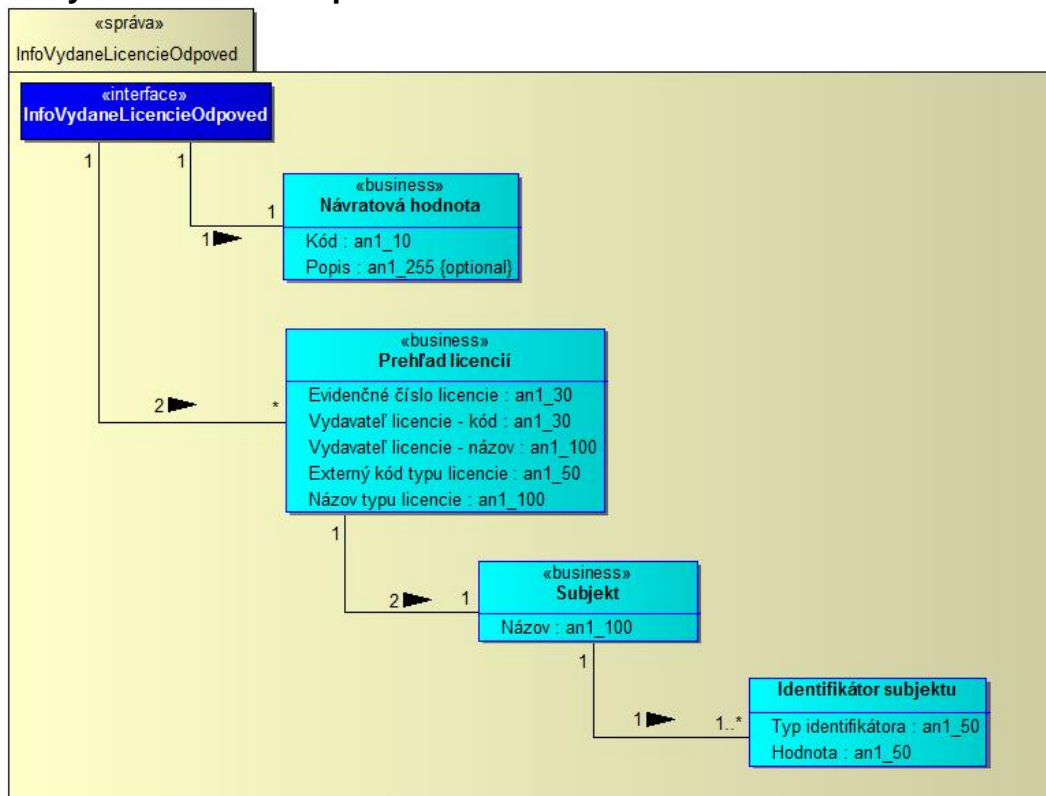 «správa»
InfoVydaneLicencieOdpoved
«interface»
InfoVydaneLicencieOdpoved
1
1
1
1
«business»
Návratová hodnota
Kód : an1_10
Popis : an1_255 {optional}
2
*
«business»
Prehľad licencií
Evidenčné číslo licencie : an1_30
Vydavateľ licencie - kód : an1_30
Vydavateľ licencie - názov : an1_100
Externý kód typu licencie : an1_50
Názov typu licencie : an1_100
1
2
1
«business»
Subjekt
Názov : an1_100
1
1
1..*
Identifikátor subjektu
Typ identifikátora : an1_50
Hodnota : an1_50